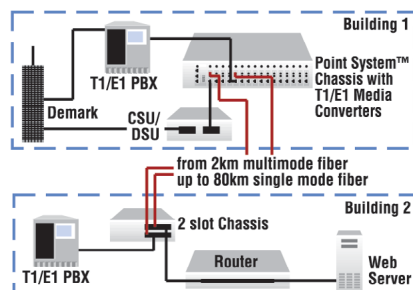 Building 1
Point System™
Chassis with
T1/E1 Media
Converters
T1/E1 PBX
Demark
CSU/
DSU
from 2km multimode fiber
up to 80km single mode fiber
Building 2
2 slot Chassis
T1/E1 PBX
Router
Web
Server